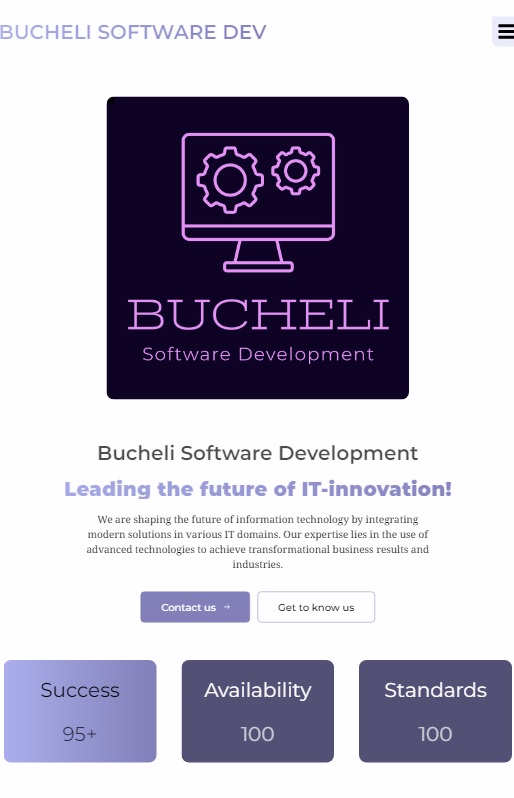 BUCHELI SOFTWARE DEV
BUCHELI
Software Development
Bucheli Software Development
Leading the future of IT-innovation!
We are shaping the future of information technology by integrating
modern solutions in various IT domains. Our expertise lies in the use of
advanced technologies to achieve transformational business results and
industries.
Contact us →
Get to know us
Success
95+
Availability
100
Standards
100